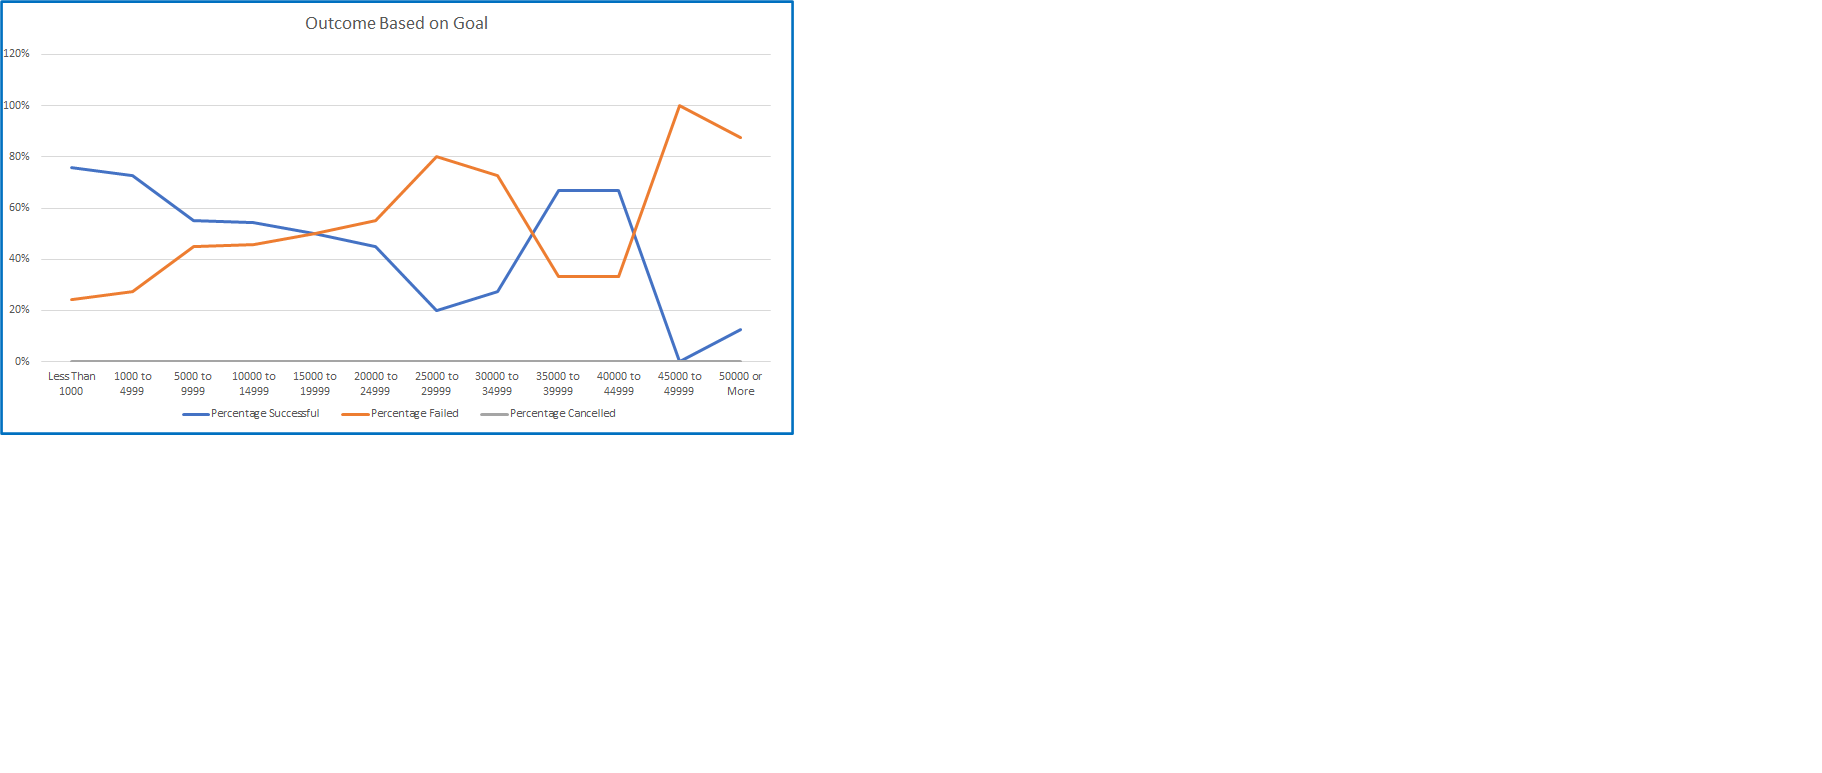 Outcome Based on Goal
120%
100%
80%
60%
40%
20%
0%
Less Than 1000
1000 to 4999
5000 to 9999
10000 to 14999
15000 to 19999
20000 to 24999
25000 to 29999
30000 to 34999
35000 to 39999
40000 to 44999
45000 to 49999
50000 or More
Percentage Successful
Percentage Failed
Percentage Cancelled